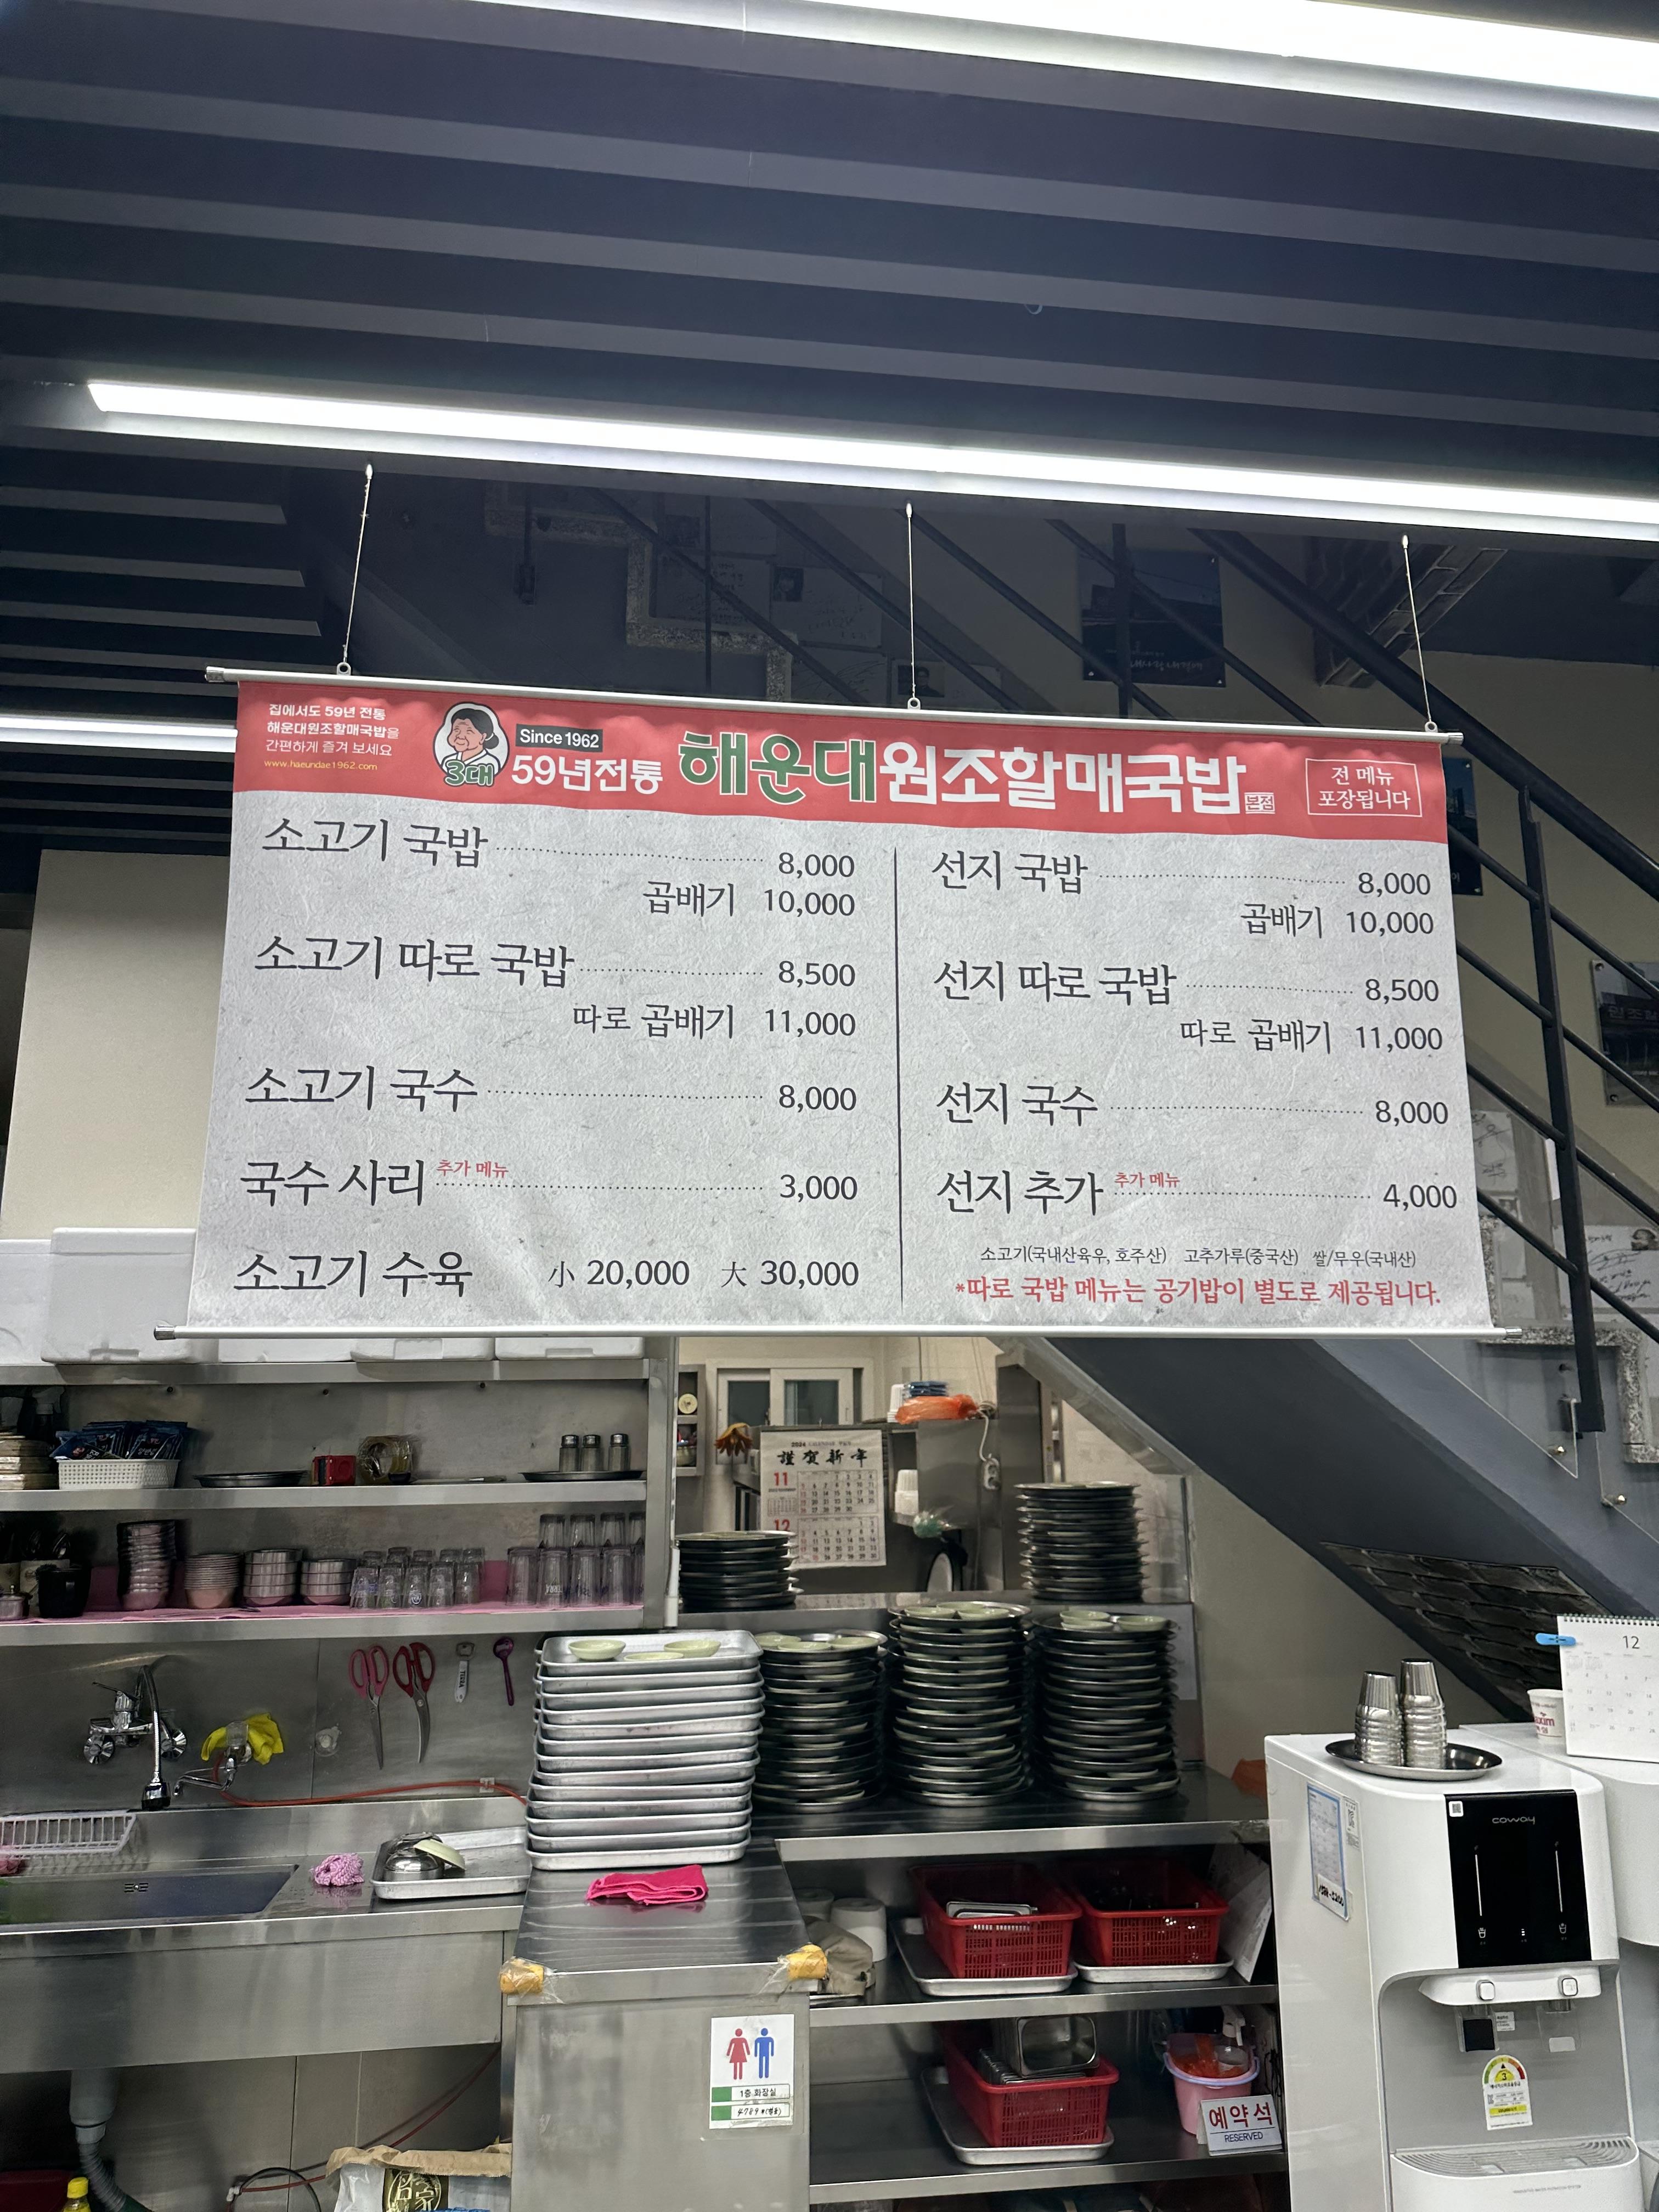 집에서도 59년 전통
해운대원조할매국밥을
간편하게 즐겨 보세요
www.haeundae1962.com
3대
Since 1962
59년전통
해운대원조할매국밥 본점
전 메뉴
포장됩니다
소고기 국밥 8,000
곱배기 10,000
소고기 따로 국밥 8,500
따로 곱배기 11,000
소고기 국수 8,000
국수 사리 추가 메뉴 3,000
소고기 수육 小 20,000 大 30,000
선지 국밥 8,000
곱배기 10,000
선지 따로 국밥 8,500
따로 곱배기 11,000
선지 국수 8,000
선지 추가 추가 메뉴 4,000
소고기(국내산육우, 호주산) 고추가루(중국산) 쌀/무우(국내산)
*따로 국밥 메뉴는 공기밥이 별도로 제공됩니다.
2024
謹賀新年
11
12
12
coway
1층 화장실
예약석
RESERVED